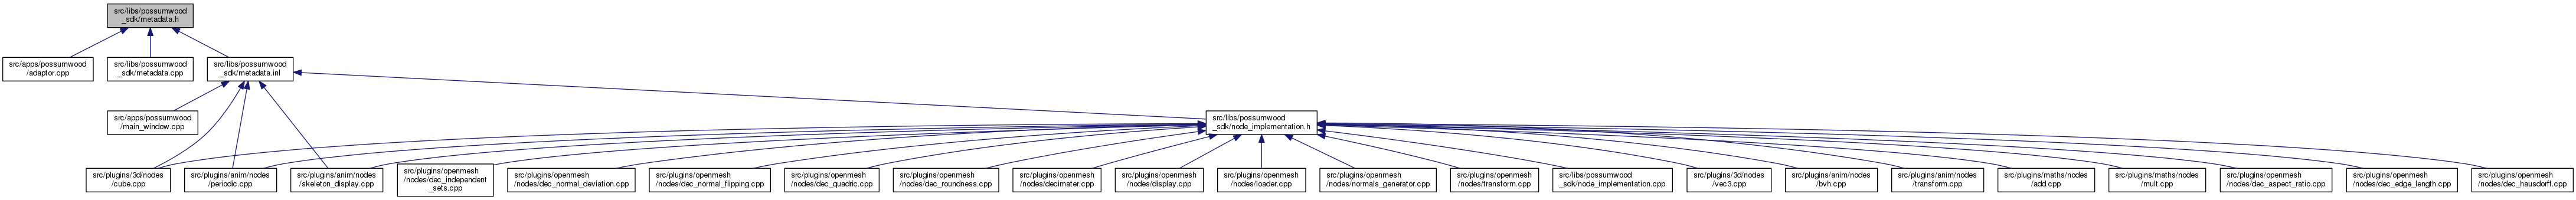 src/libs/possumwood
_sdk/metadata.h
src/apps/possumwood
/adaptor.cpp
src/libs/possumwood
_sdk/metadata.cpp
src/libs/possumwood
_sdk/metadata.inl
src/apps/possumwood
/main_window.cpp
src/libs/possumwood
_sdk/node_implementation.h
src/plugins/3d/nodes
/cube.cpp
src/plugins/anim/nodes
/periodic.cpp
src/plugins/anim/nodes
/skeleton_display.cpp
src/plugins/openmesh
/nodes/dec_independent
_sets.cpp
src/plugins/openmesh
/nodes/dec_normal_deviation.cpp
src/plugins/openmesh
/nodes/dec_normal_flipping.cpp
src/plugins/openmesh
/nodes/dec_quadric.cpp
src/plugins/openmesh
/nodes/dec_roundness.cpp
src/plugins/openmesh
/nodes/decimater.cpp
src/plugins/openmesh
/nodes/display.cpp
src/plugins/openmesh
/nodes/loader.cpp
src/plugins/openmesh
/nodes/normals_generator.cpp
src/plugins/openmesh
/nodes/transform.cpp
src/libs/possumwood
_sdk/node_implementation.cpp
src/plugins/3d/nodes
/vec3.cpp
src/plugins/anim/nodes
/bvh.cpp
src/plugins/anim/nodes
/transform.cpp
src/plugins/maths/nodes
/add.cpp
src/plugins/maths/nodes
/mult.cpp
src/plugins/openmesh
/nodes/dec_aspect_ratio.cpp
src/plugins/openmesh
/nodes/dec_edge_length.cpp
src/plugins/openmesh
/nodes/dec_hausdorff.cpp